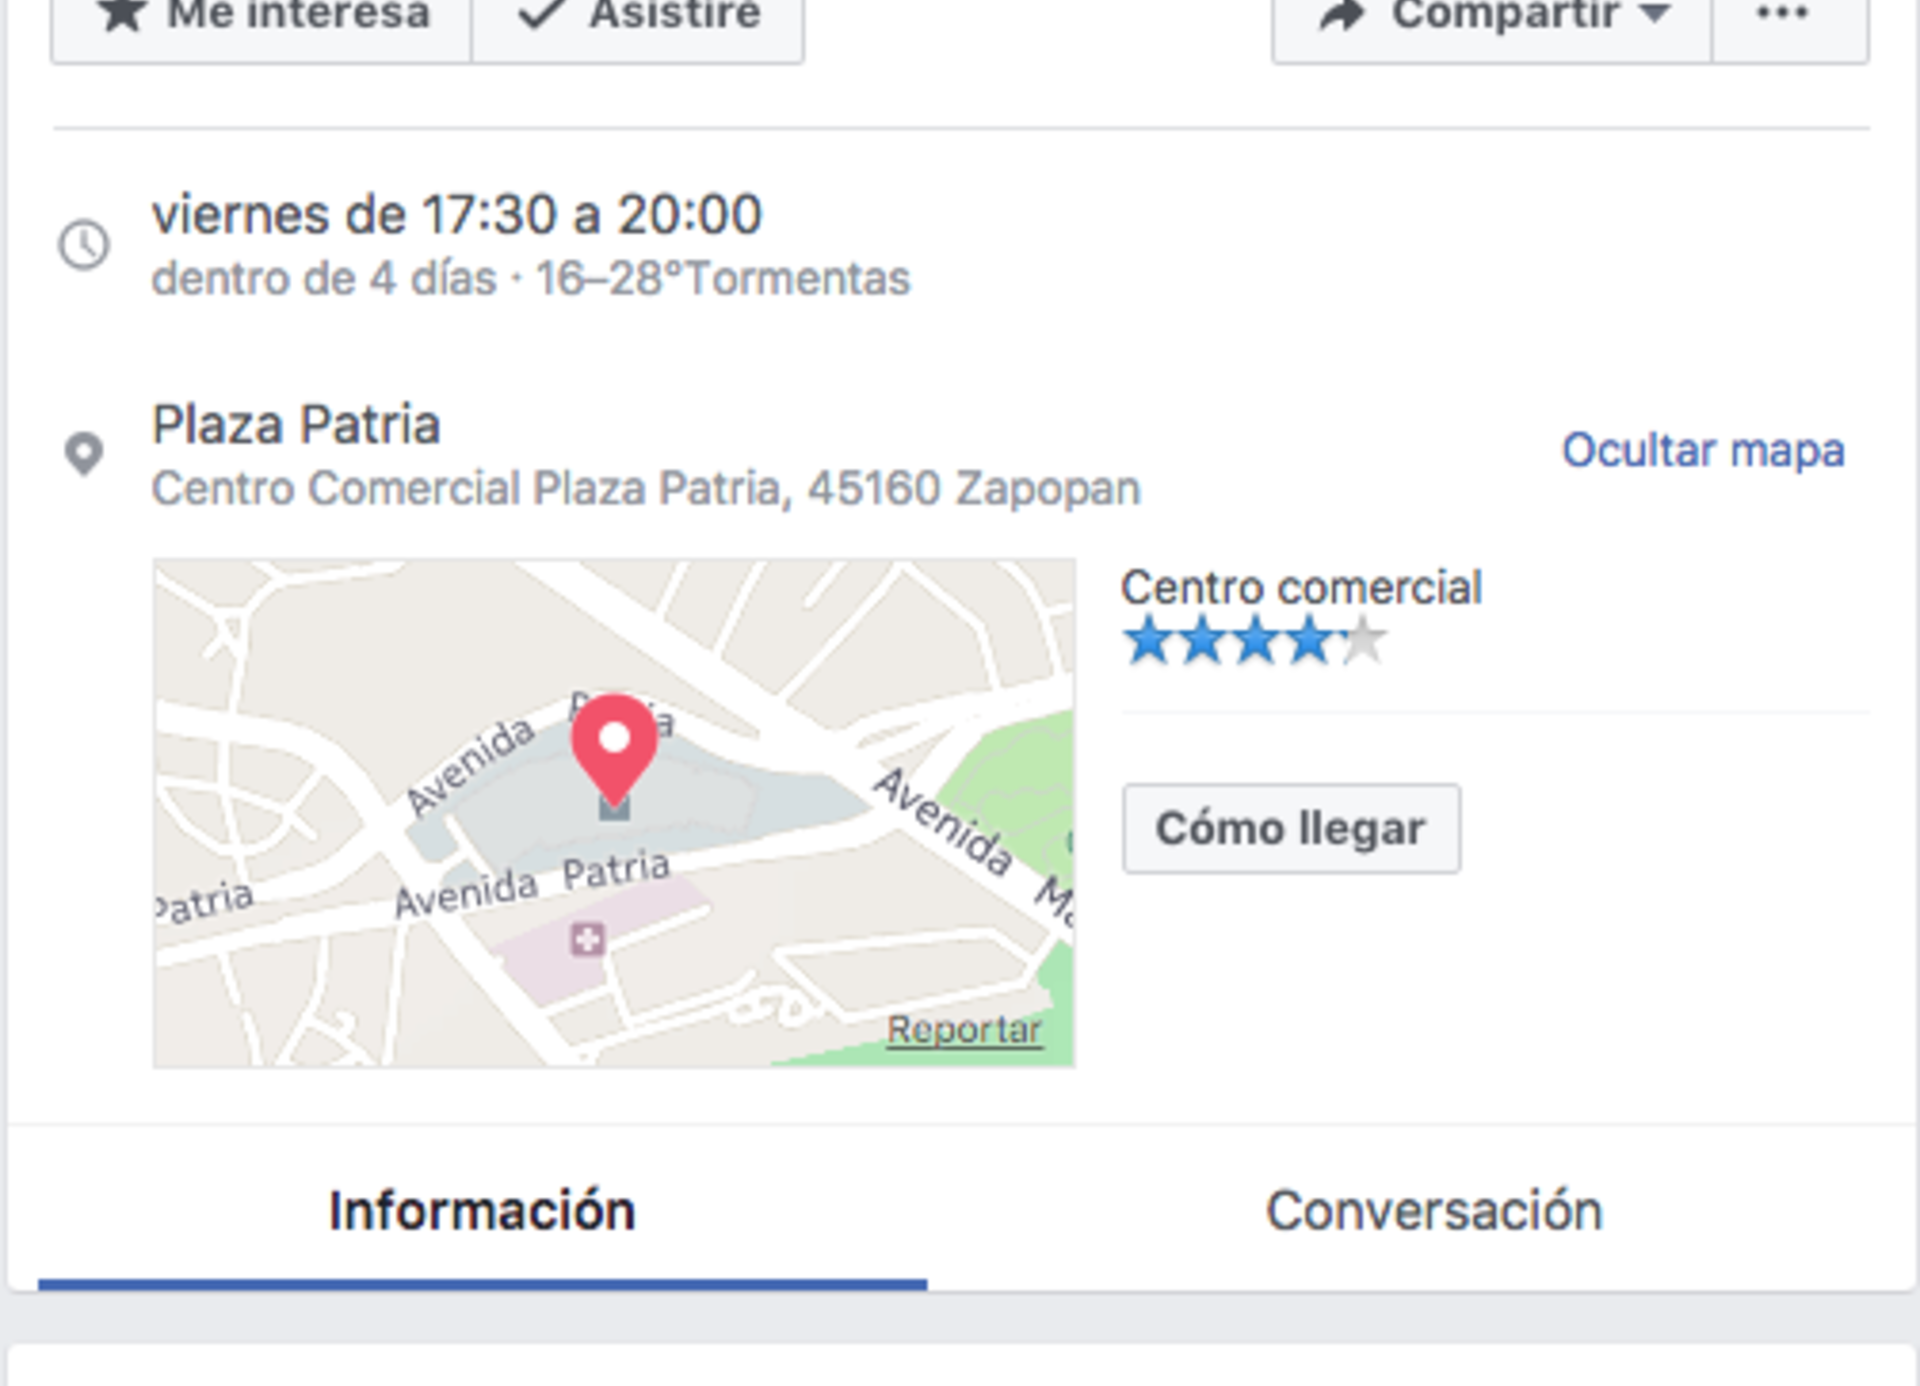 Me interesa
Asistiré
Compartir
viernes de 17:30 a 20:00
dentro de 4 días · 16–28°Tormentas
Plaza Patria
Centro Comercial Plaza Patria, 45160 Zapopan
Ocultar mapa
Centro comercial
Avenida
Avenida
Patria
Avenida Patria
Reportar
Cómo llegar
Información
Conversación